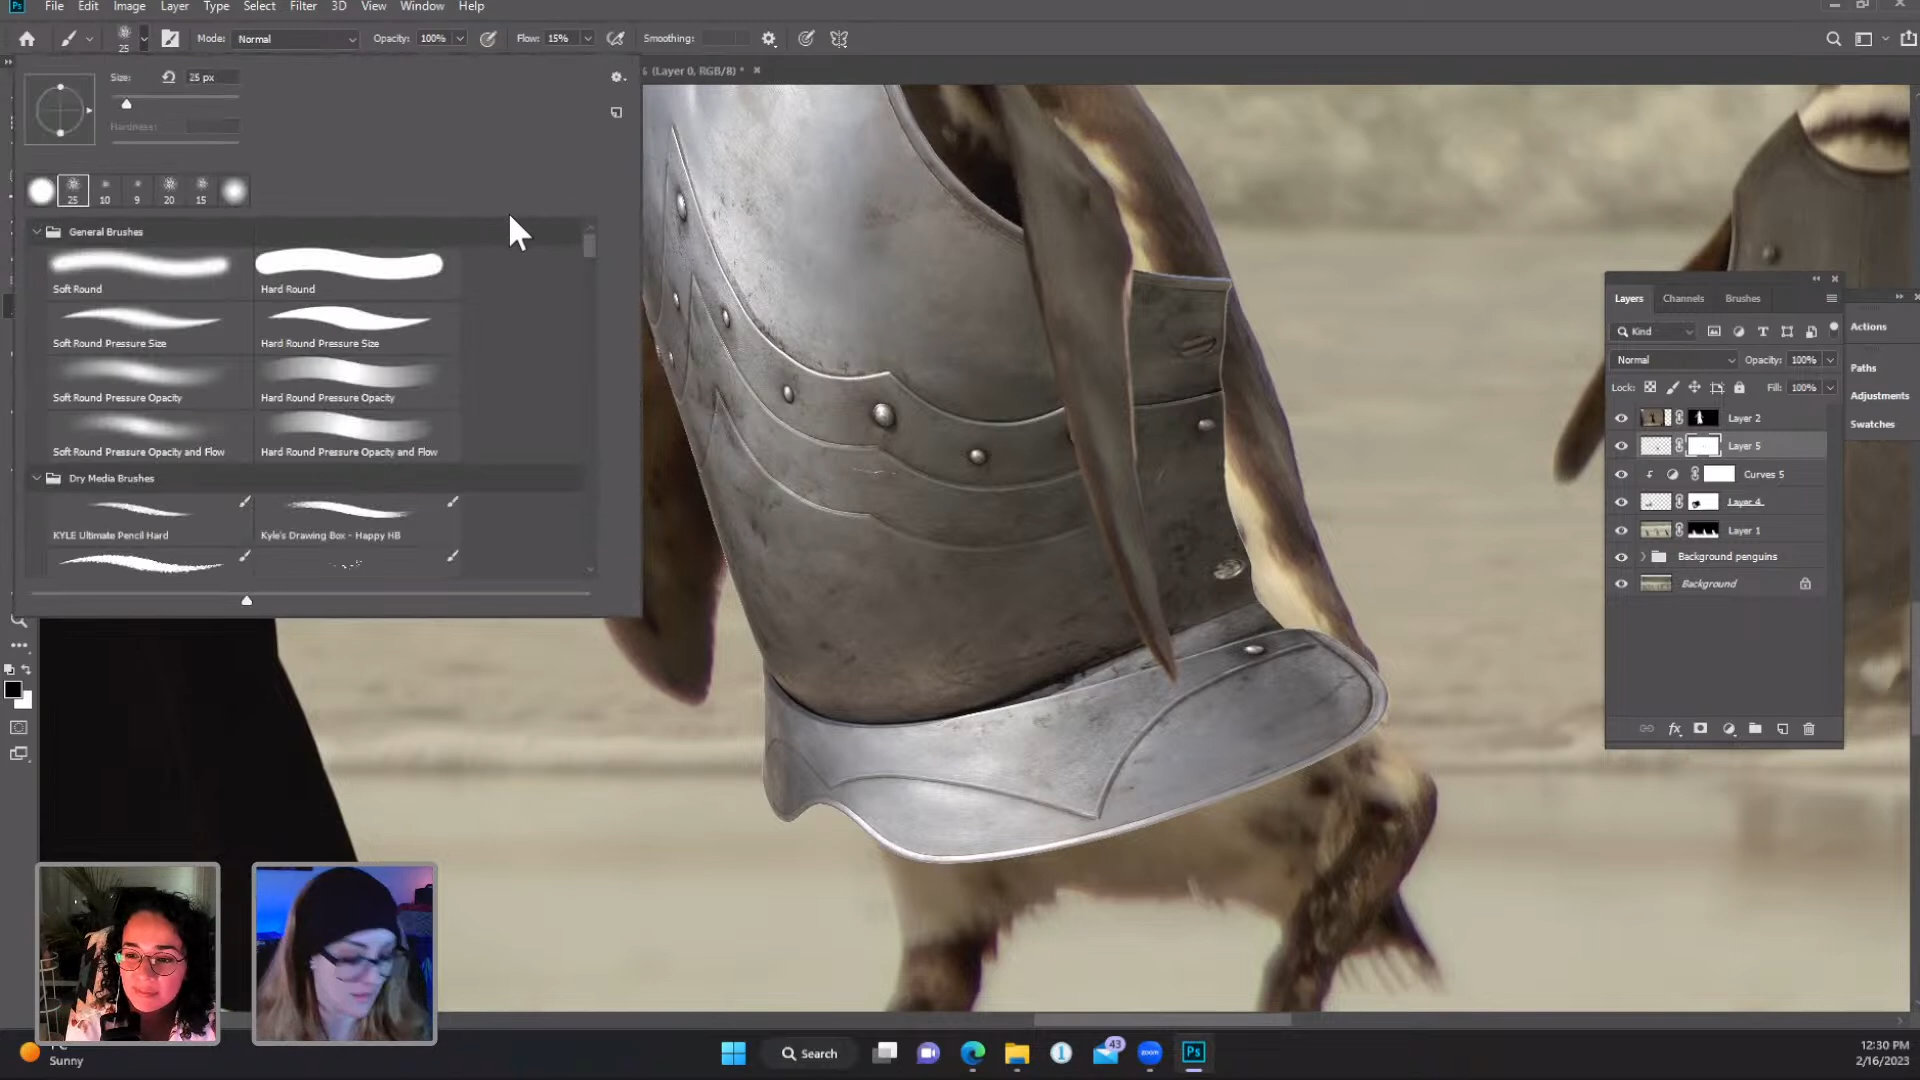 Ps File Edit Image Layer Type Select Filter 3D View Window Help
25 Mode: Normal Opacity: 100% Flow: 15% Smoothing:
(Layer 0, RGB/8) *
Size: 25 px
Hardness:
25 10 9 20 15
General Brushes
Soft Round Hard Round
Soft Round Pressure Size Hard Round Pressure Size
Soft Round Pressure Opacity Hard Round Pressure Opacity
Soft Round Pressure Opacity and Flow Hard Round Pressure Opacity and Flow
Dry Media Brushes
KYLE Ultimate Pencil Hard Kyle's Drawing Box - Happy HB
Layers Channels Brushes
Kind
Normal Opacity: 100%
Lock: Fill: 100%
Layer 2
Layer 5
Curves 5
Layer 4
Layer 1
Background penguins
Background
Actions
Paths
Adjustments
Swatches
Sunny
Search
43
zoom
Ps
12:30 PM
2/16/2023